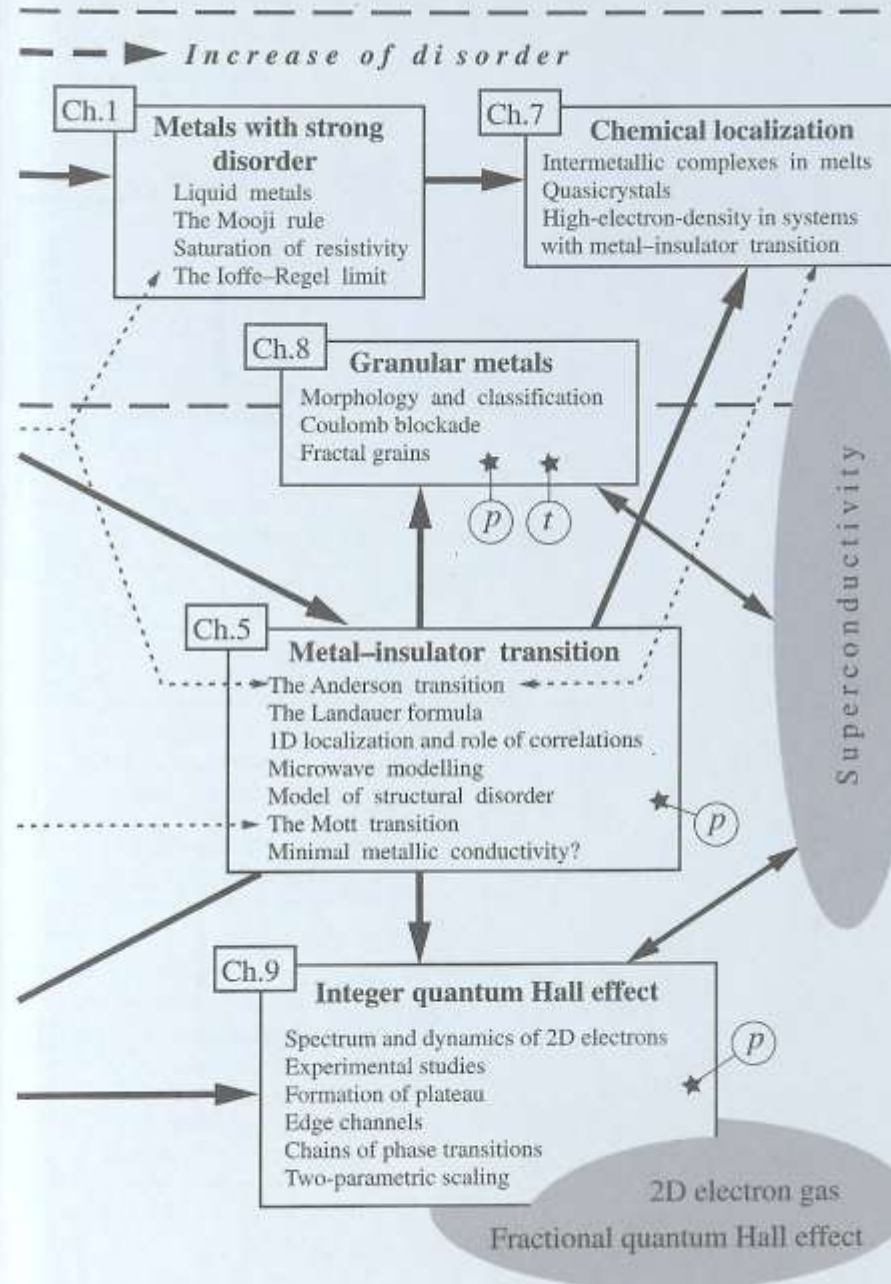 Increase of disorder
Ch.1
Metals with strong
disorder
Liquid metals
The Mooji rule
Saturation of resistivity
The Ioffe–Regel limit
Ch.7
Chemical localization
Intermetallic complexes in melts
Quasicrystals
High-electron-density in systems
with metal–insulator transition
Ch.8
Granular metals
Morphology and classification
Coulomb blockade
Fractal grains
p
t
Superconductivity
Ch.5
Metal–insulator transition
The Anderson transition
The Landauer formula
1D localization and role of correlations
Microwave modelling
Model of structural disorder
The Mott transition
Minimal metallic conductivity?
p
Ch.9
Integer quantum Hall effect
Spectrum and dynamics of 2D electrons
Experimental studies
Formation of plateau
Edge channels
Chains of phase transitions
Two-parametric scaling
p
2D electron gas
Fractional quantum Hall effect